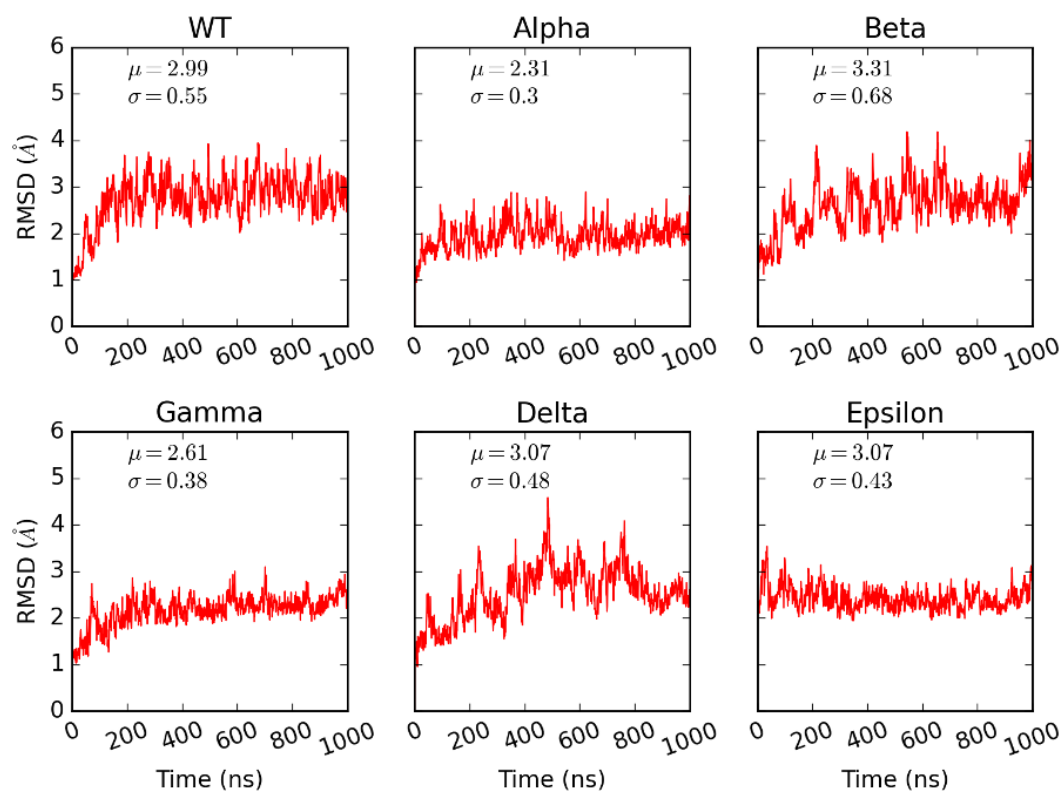 WT
Alpha
Beta
μ = 2.99
σ = 0.55
μ = 2.31
σ = 0.3
μ = 3.31
σ = 0.68
RMSD (Å)
6
5
4
3
2
1
0
0 200 400 600 800 1000
0 200 400 600 800 1000
0 200 400 600 800 1000
Gamma
Delta
Epsilon
μ = 2.61
σ = 0.38
μ = 3.07
σ = 0.48
μ = 3.07
σ = 0.43
RMSD (Å)
6
5
4
3
2
1
0
0 200 400 600 800 1000
0 200 400 600 800 1000
0 200 400 600 800 1000
Time (ns)
Time (ns)
Time (ns)